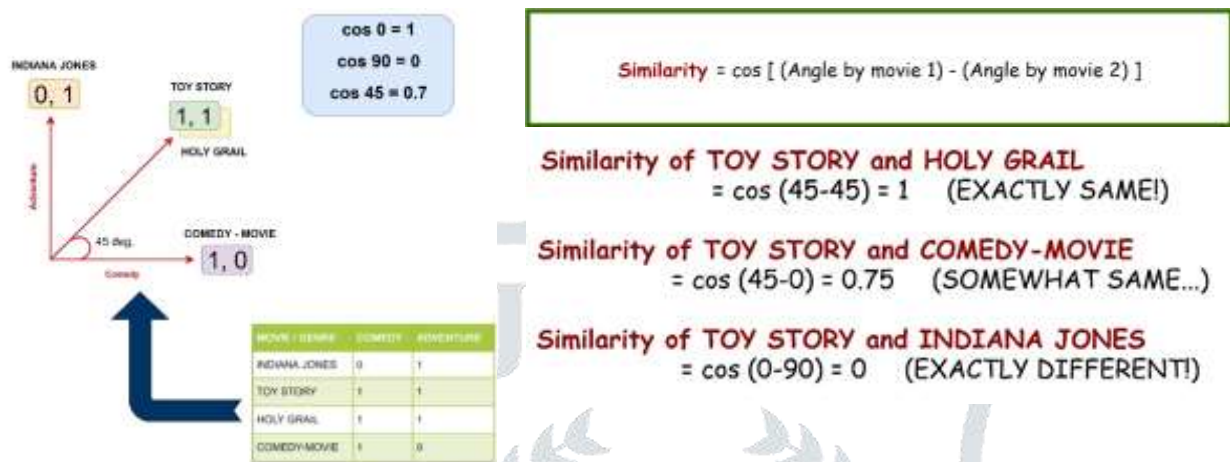 cos 0 = 1
cos 90 = 0
cos 45 = 0.7
INDIANA JONES
0, 1
TOY STORY
1, 1
HOLY GRAIL
Adventure
45 deg.
COMEDY - MOVIE
1, 0
Comedy
MOVIE / GENRE COMEDY ADVENTURE
INDIANA JONES 0 1
TOY STORY 1 1
HOLY GRAIL 1 1
COMEDY-MOVIE 1 0
Similarity = cos [ (Angle by movie 1) - (Angle by movie 2) ]
Similarity of TOY STORY and HOLY GRAIL
= cos (45-45) = 1 (EXACTLY SAME!)
Similarity of TOY STORY and COMEDY-MOVIE
= cos (45-0) = 0.75 (SOMEWHAT SAME...)
Similarity of TOY STORY and INDIANA JONES
= cos (0-90) = 0 (EXACTLY DIFFERENT!)